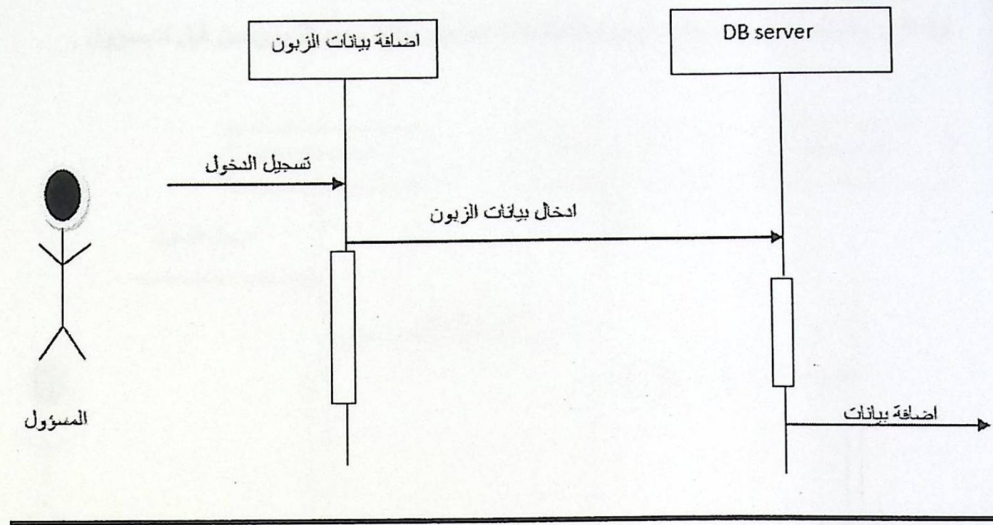 اضافة بيانات الزبون
DB server
تسجيل الدخول
ادخال بيانات الزبون
المسؤول
اضافة بيانات